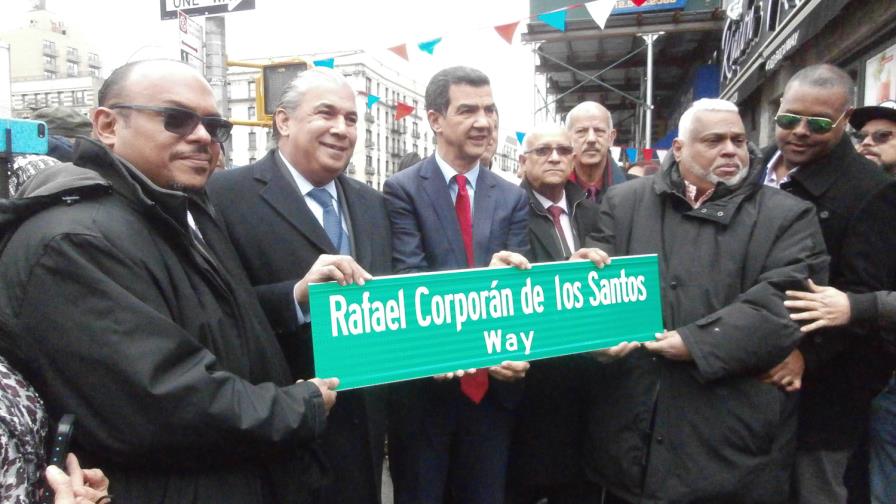 ONE WAY
Rafael Corporán de los Santos
Way